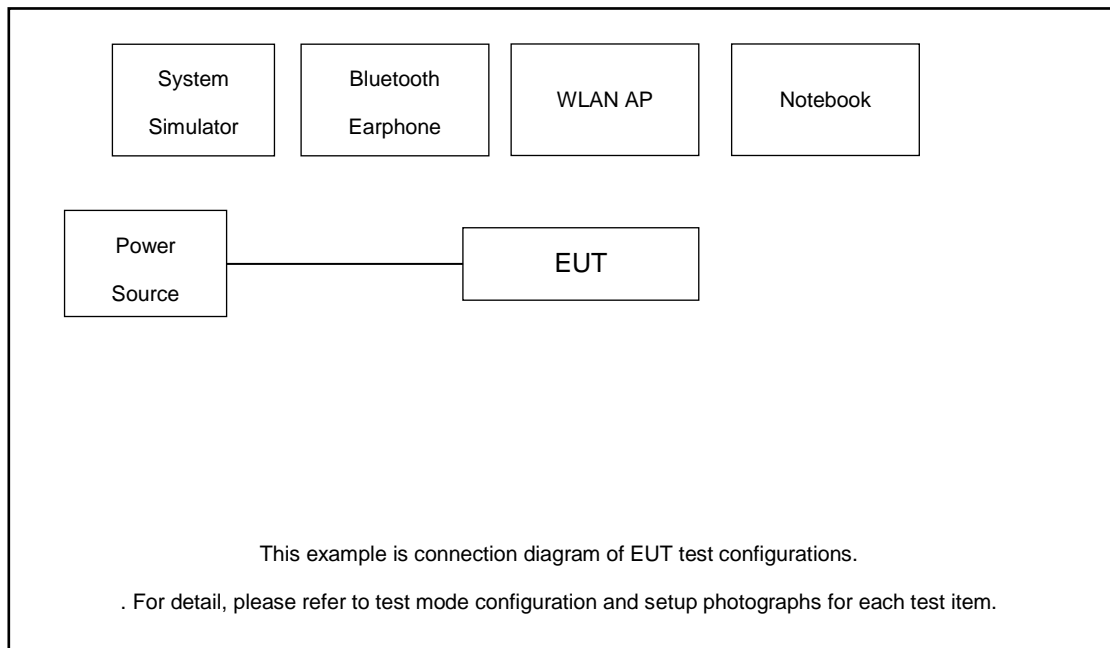 System
Simulator
Bluetooth
Earphone
WLAN AP
Notebook
Power
Source
EUT
This example is connection diagram of EUT test configurations.
. For detail, please refer to test mode configuration and setup photographs for each test item.